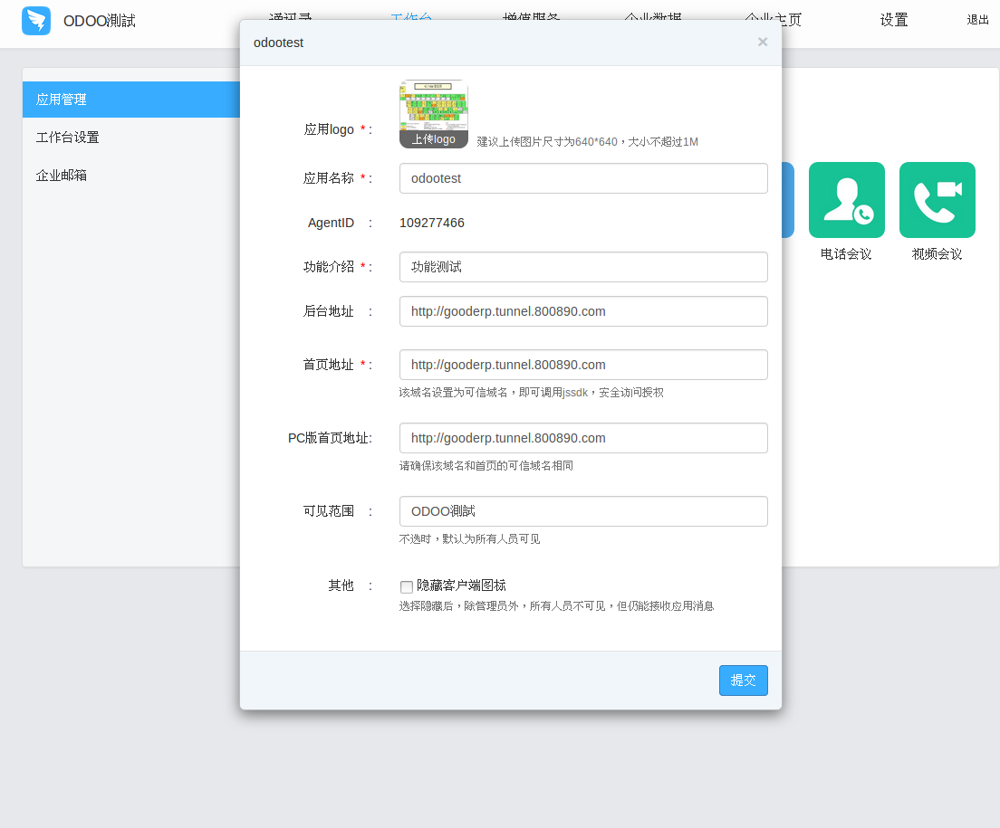 ODOO測試
通讯录
工作台
增值服务
企业数据
企业主页
设置
退出
应用管理
工作台设置
企业邮箱
odootest
×
应用logo * :
上传logo
建议上传图片尺寸为640*640，大小不超过1M
应用名称 * :
odootest
AgentID :
109277466
功能介绍 * :
功能测试
后台地址 :
http://gooderp.tunnel.800890.com
首页地址 * :
http://gooderp.tunnel.800890.com
该域名设置为可信域名，即可调用jssdk，安全访问授权
PC版首页地址:
http://gooderp.tunnel.800890.com
请确保该域名和首页的可信域名相同
可见范围 :
ODOO測試
不选时，默认为所有人员可见
其他 :
隐藏客户端图标
选择隐藏后，除管理员外，所有人员不可见，但仍能接收应用消息
提交
电话会议
视频会议